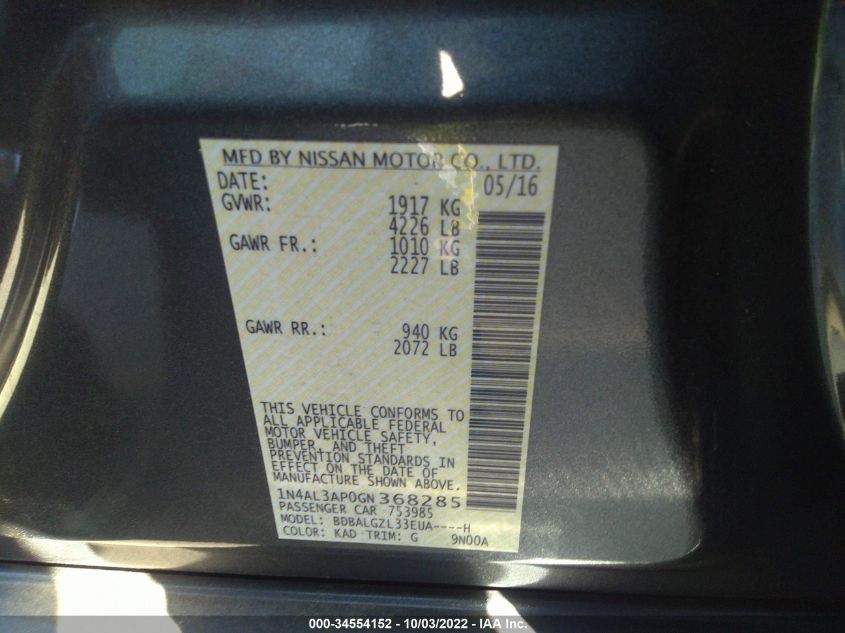 MFD BY NISSAN MOTOR CO., LTD.
DATE: 05/16
GVWR: 1917 KG
4226 LB
GAWR FR.: 1010 KG
2227 LB
GAWR RR.: 940 KG
2072 LB
THIS VEHICLE CONFORMS TO
ALL APPLICABLE FEDERAL
MOTOR VEHICLE SAFETY,
BUMPER, AND THEFT
PREVENTION STANDARDS IN
EFFECT ON THE DATE OF
MANUFACTURE SHOWN ABOVE.
1N4AL3AP0GN368285
PASSENGER CAR 753985
MODEL: BDBALGZL33EUA----H
COLOR: KAD TRIM: G 9N00A
000-34554152 - 10/03/2022 - IAA Inc.